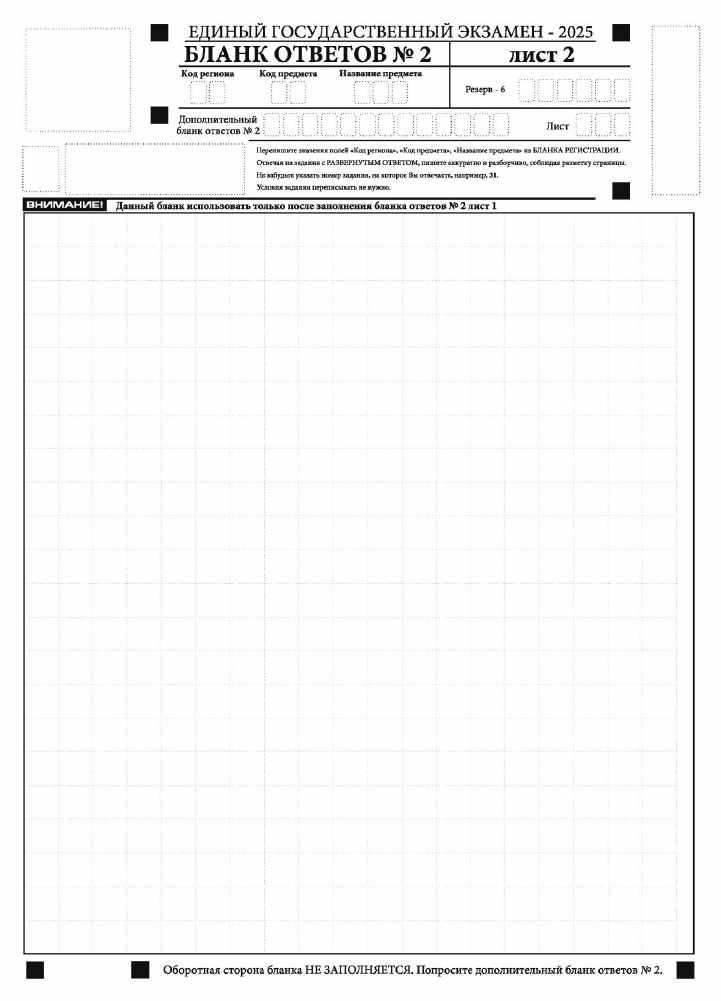 ЕДИНЫЙ ГОСУДАРСТВЕННЫЙ ЭКЗАМЕН - 2025
БЛАНК ОТВЕТОВ № 2 лист 2
Код региона Код предмета Название предмета
Резерв - 6
Дополнительный
бланк ответов № 2
Лист
Перепишите значения полей «Код региона», «Код предмета», «Название предмета» из БЛАНКА РЕГИСТРАЦИИ.
Отвечая на задания с РАЗВЕРНУТЫМ ОТВЕТОМ, пишите аккуратно и разборчиво, соблюдая разметку страницы.
Не забудьте указать номер задания, на которое Вы отвечаете, например, 31.
Условия задания переписывать не нужно.
ВНИМАНИЕ! Данный бланк использовать только после заполнения бланка ответов № 2 лист 1
Оборотная сторона бланка НЕ ЗАПОЛНЯЕТСЯ. Попросите дополнительный бланк ответов № 2.